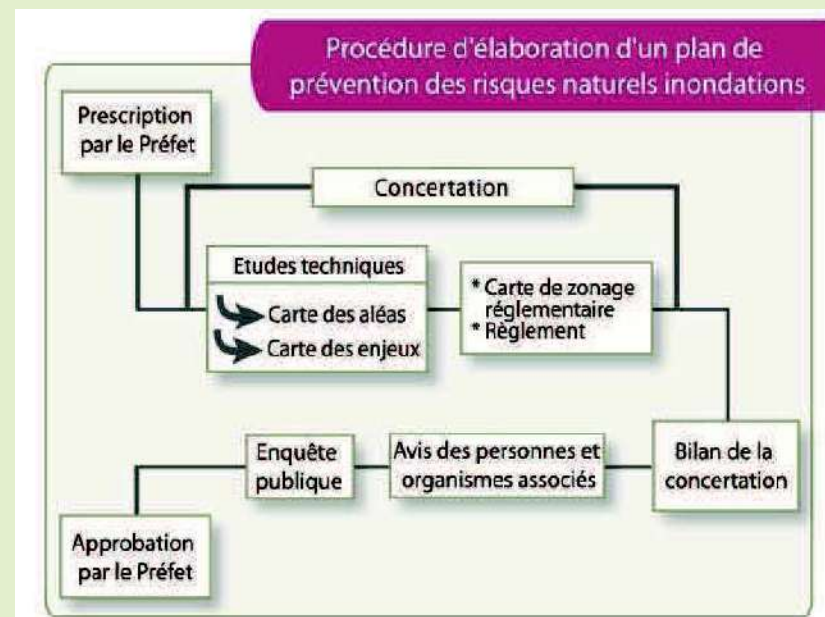 Procédure d'élaboration d'un plan de
prévention des risques naturels inondations
Prescription
par le Préfet
Concertation
Etudes techniques
Carte des aléas
Carte des enjeux
* Carte de zonage
réglementaire
* Règlement
Bilan de la
concertation
Avis des personnes et
organismes associés
Enquête
publique
Approbation
par le Préfet